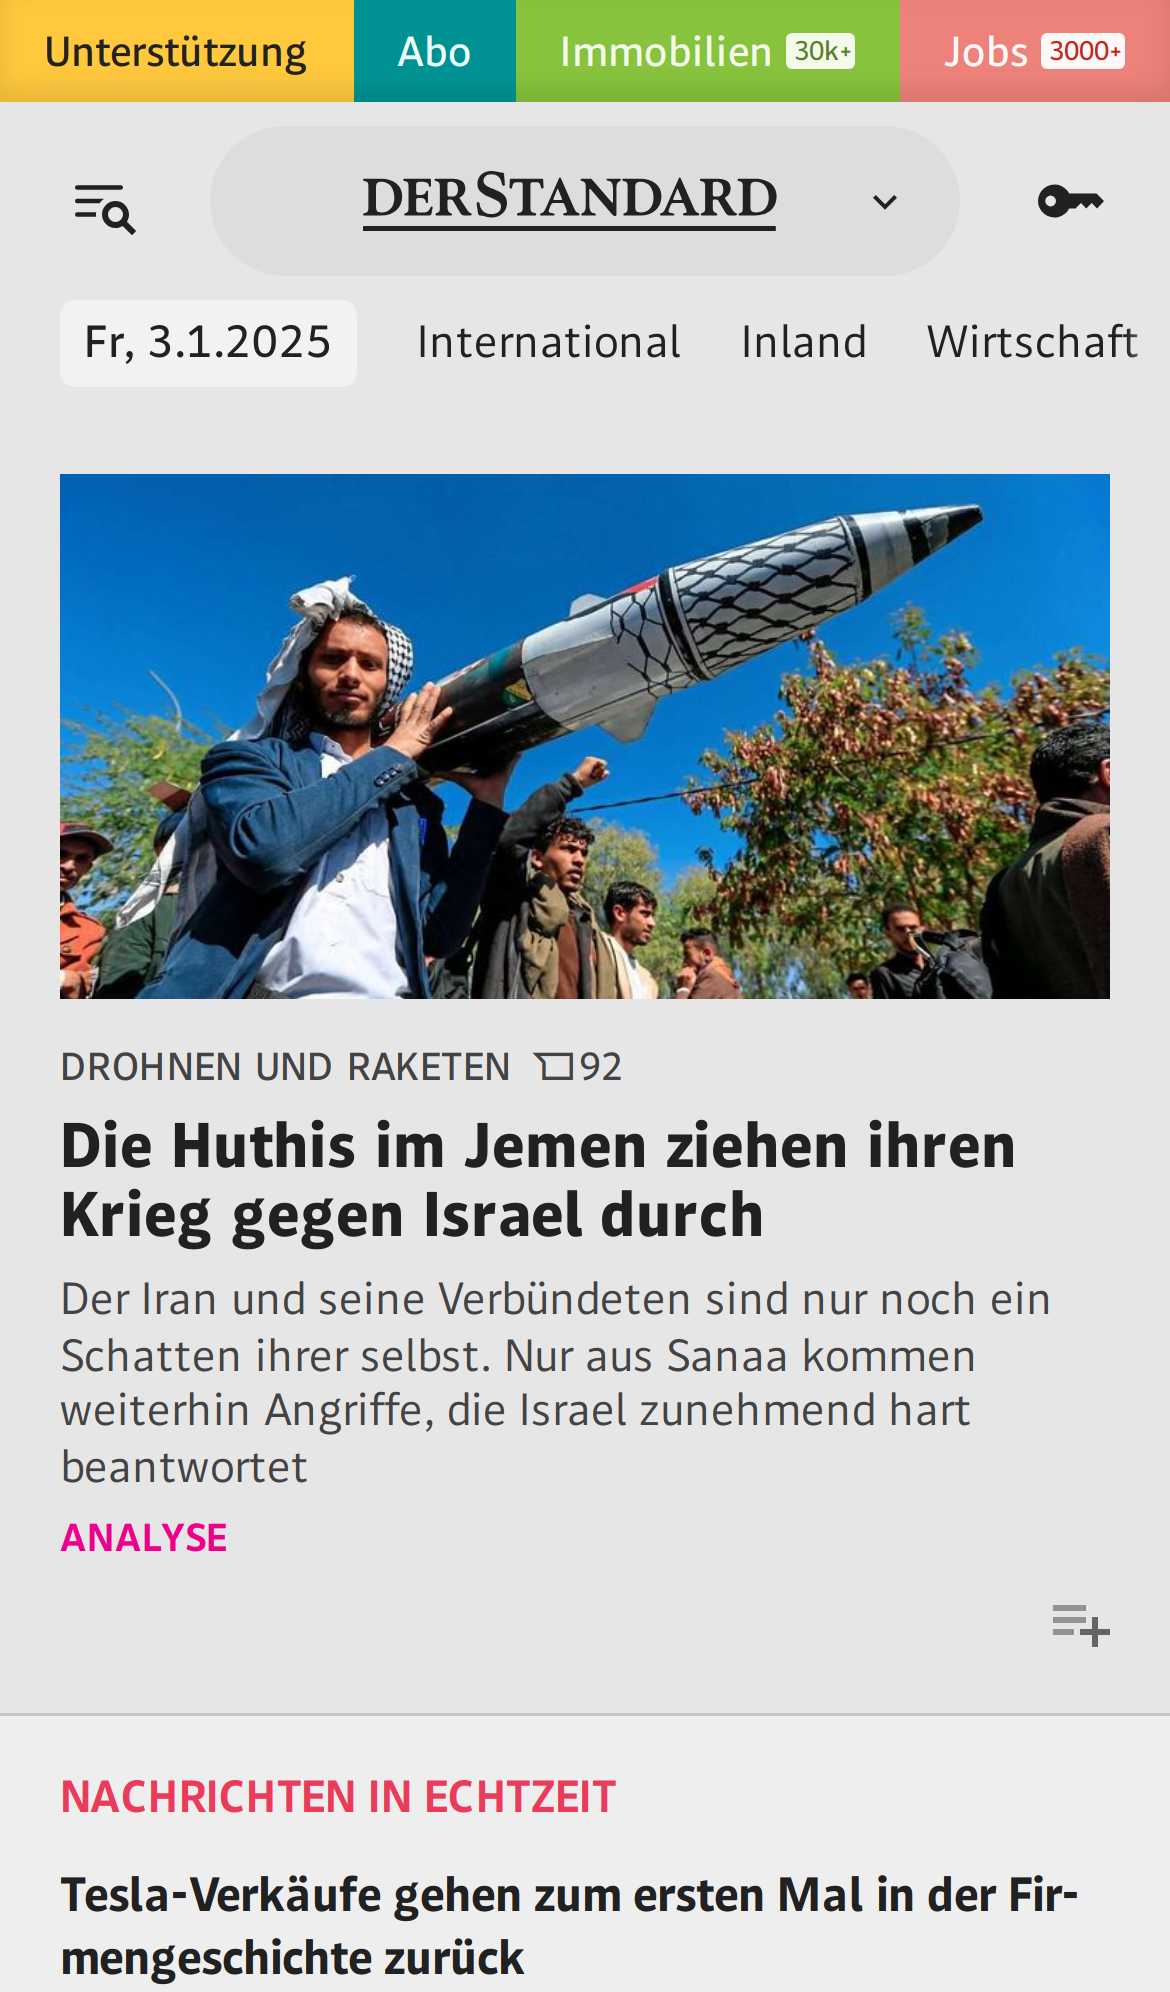 Unterstützung Abo Immobilien 30k+ Jobs 3000+
DERSTANDARD
Fr, 3.1.2025 International Inland Wirtschaft
DROHNEN UND RAKETEN 92
Die Huthis im Jemen ziehen ihren
Krieg gegen Israel durch
Der Iran und seine Verbündeten sind nur noch ein
Schatten ihrer selbst. Nur aus Sanaa kommen
weiterhin Angriffe, die Israel zunehmend hart
beantwortet
ANALYSE
NACHRICHTEN IN ECHTZEIT
Tesla-Verkäufe gehen zum ersten Mal in der Fir-
mengeschichte zurück